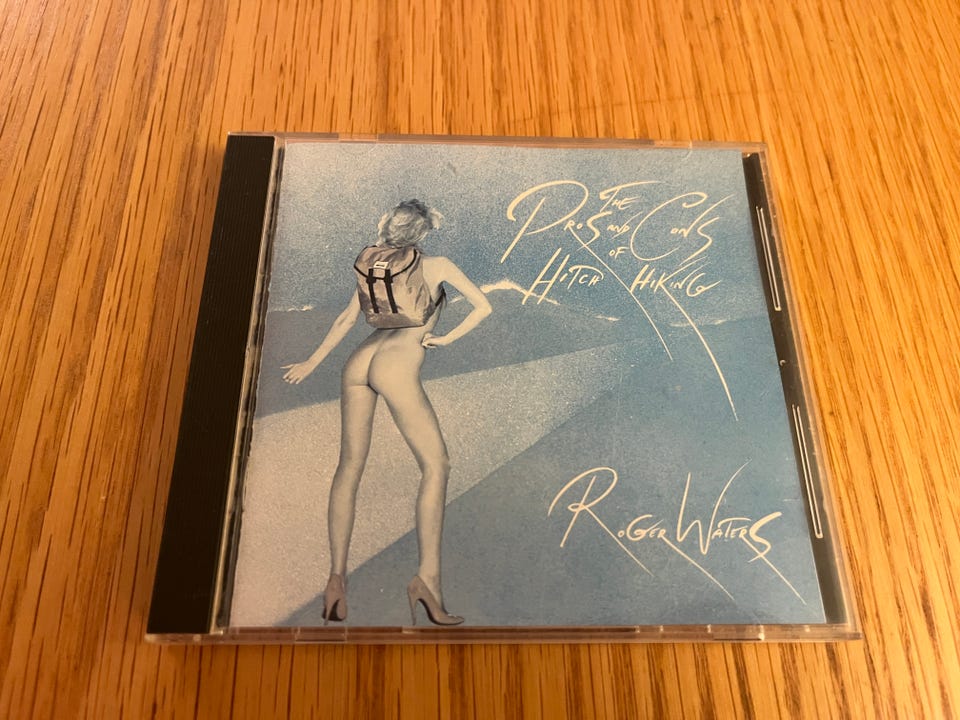 THE
PROS AND CONS
OF
HITCH HIKING
ROGER WATERS